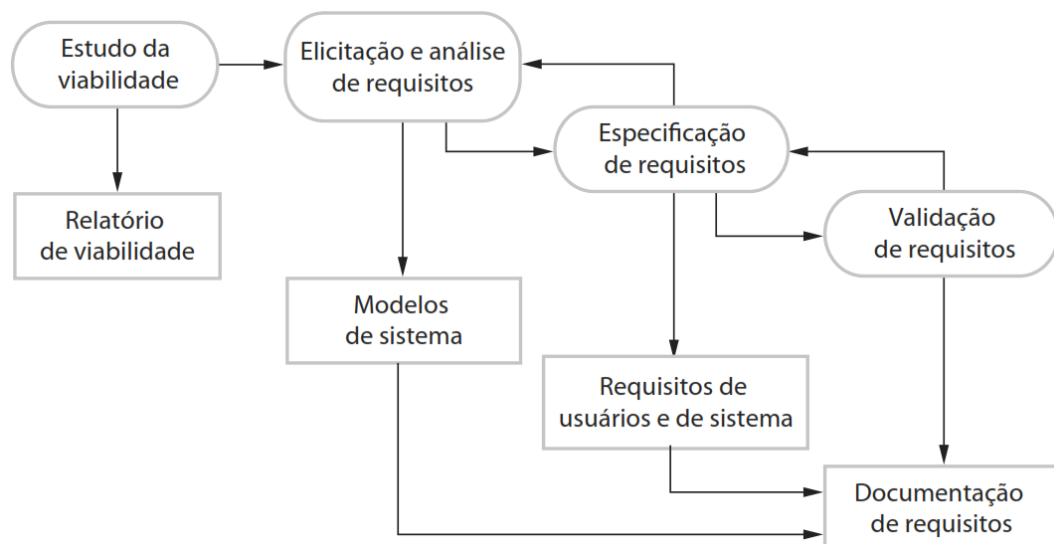 Estudo da
viabilidade
Elicitação e análise
de requisitos
Especificação
de requisitos
Validação
de requisitos
Relatório
de viabilidade
Modelos
de sistema
Requisitos de
usuários e de sistema
Documentação
de requisitos